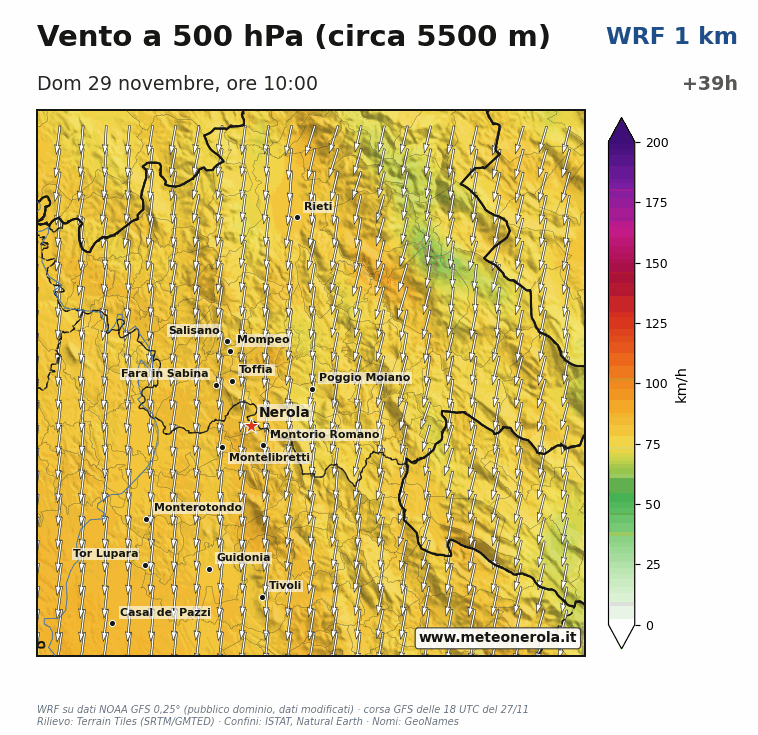 Vento a 500 hPa (circa 5500 m)
WRF 1 km
Dom 29 novembre, ore 10:00
+39h
Rieti
Salisano
Mompeo
Fara in Sabina
Toffia
Poggio Moiano
Nerola
Montorio Romano
Montelibretti
Monterotondo
Tor Lupara
Guidonia
Tivoli
Casal de' Pazzi
www.meteonerola.it
200
175
150
125
100
75
50
25
0
km/h
WRF su dati NOAA GFS 0,25° (pubblico dominio, dati modificati) · corsa GFS delle 18 UTC del 27/11
Rilievo: Terrain Tiles (SRTM/GMTED) · Confini: ISTAT, Natural Earth · Nomi: GeoNames